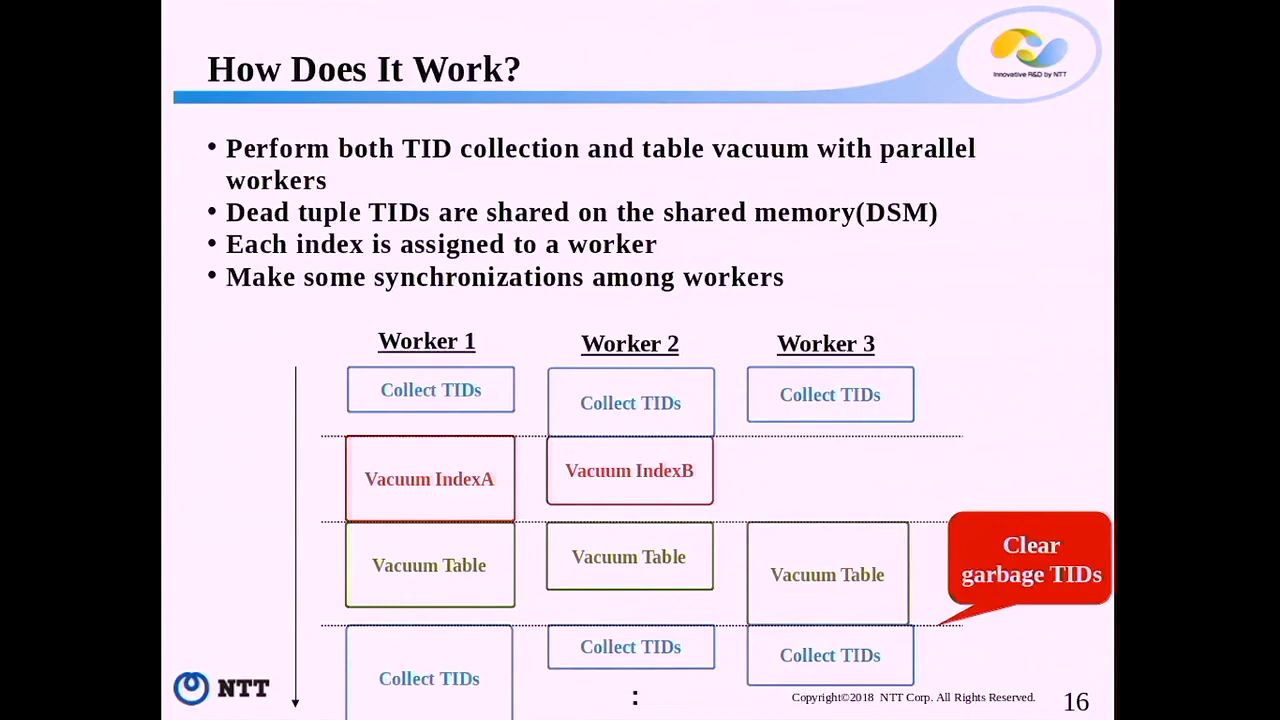 How Does It Work?
Innovative R&D by NTT
• Perform both TID collection and table vacuum with parallel
workers
• Dead tuple TIDs are shared on the shared memory(DSM)
• Each index is assigned to a worker
• Make some synchronizations among workers
Worker 1
Worker 2
Worker 3
Collect TIDs
Collect TIDs
Collect TIDs
Vacuum IndexA
Vacuum IndexB
Vacuum Table
Vacuum Table
Vacuum Table
Clear
garbage TIDs
Collect TIDs
Collect TIDs
Collect TIDs
:
NTT
Copyright©2018 NTT Corp. All Rights Reserved.
16